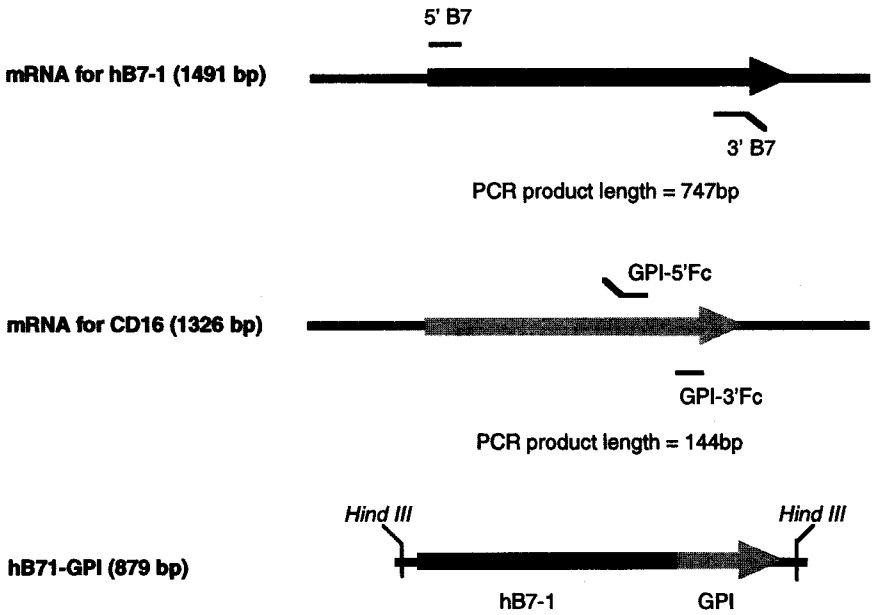 5' B7
mRNA for hB7-1 (1491 bp)
3' B7
PCR product length = 747bp
GPI-5'Fc
mRNA for CD16 (1326 bp)
GPI-3'Fc
PCR product length = 144bp
Hind III
Hind III
hB71-GPI (879 bp)
hB7-1
GPI